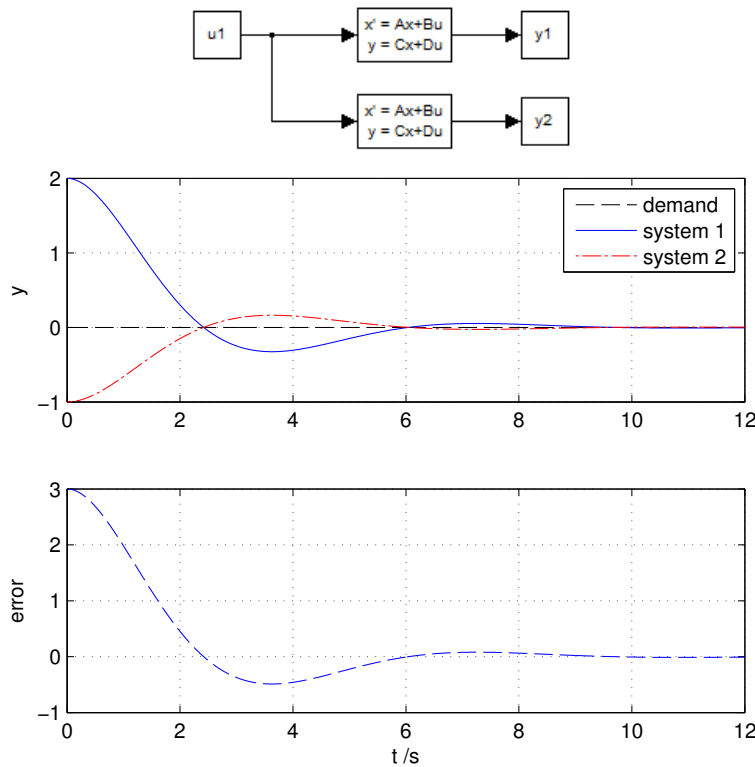 u1
x' = Ax+Bu
y = Cx+Du
y1
x' = Ax+Bu
y = Cx+Du
y2
2
1
0
−1
y
demand
system 1
system 2
0 2 4 6 8 10 12
3
2
1
0
−1
error
0 2 4 6 8 10 12
t /s